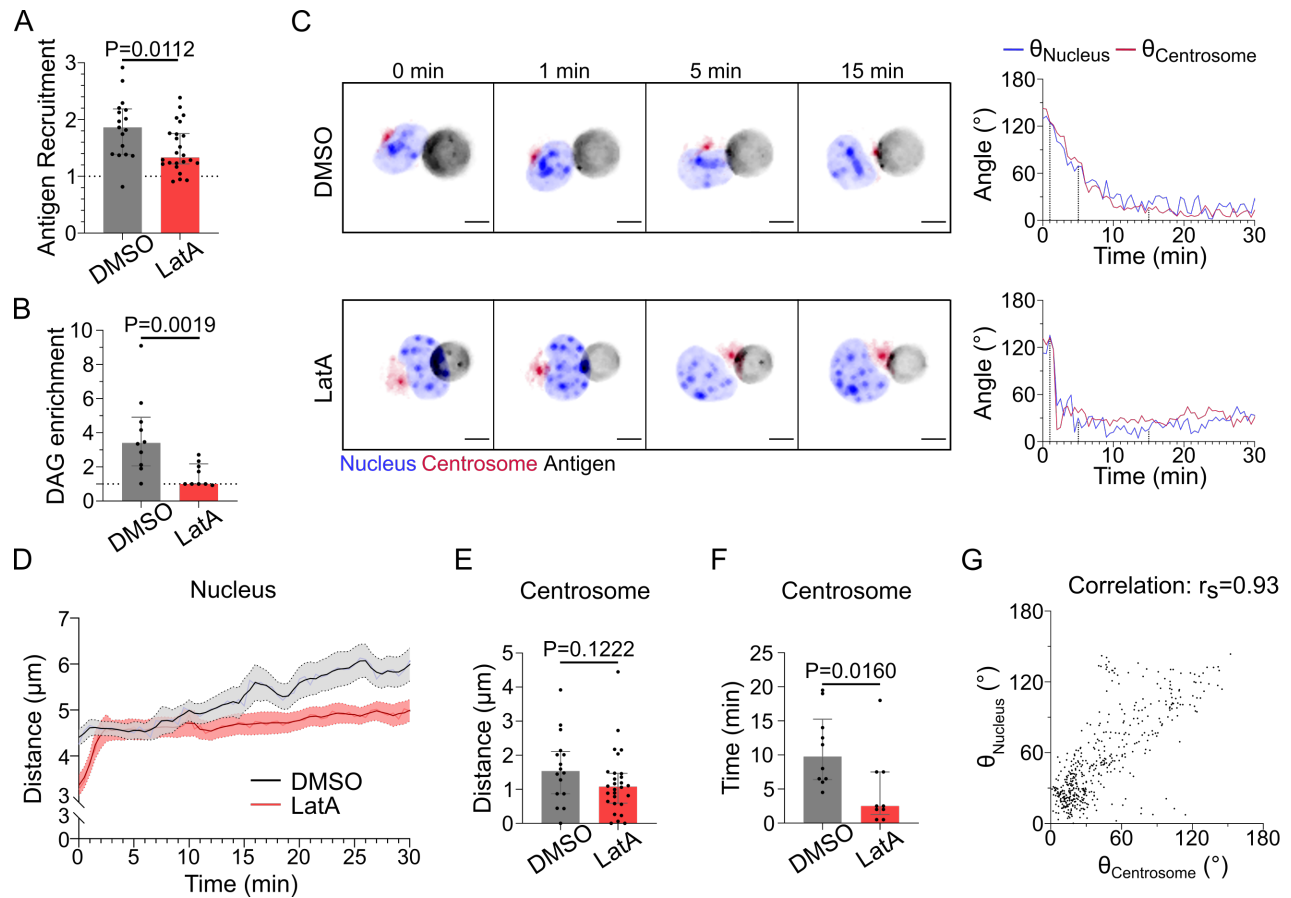 A
Antigen Recruitment
P=0.0112
3
2
1
0
DMSO
LatA
B
DAG enrichment
P=0.0019
10
8
6
4
2
0
DMSO
LatA
C
0 min
1 min
5 min
15 min
DMSO
LatA
Nucleus Centrosome Antigen
θNucleus θCentrosome
Angle (°)
180
120
60
0
0 10 20 30
Time (min)
Angle (°)
180
120
60
0
0 10 20 30
Time (min)
D
Nucleus
Distance (µm)
7
6
5
4
3
3
0
DMSO
LatA
0 5 10 15 20 25 30
Time (min)
E
Centrosome
Distance (µm)
P=0.1222
5
4
3
2
1
0
DMSO
LatA
F
Centrosome
Time (min)
P=0.0160
25
20
15
10
5
0
DMSO
LatA
G
Correlation: rs=0.93
θNucleus (°)
180
120
60
0
0 60 120 180
θCentrosome (°)